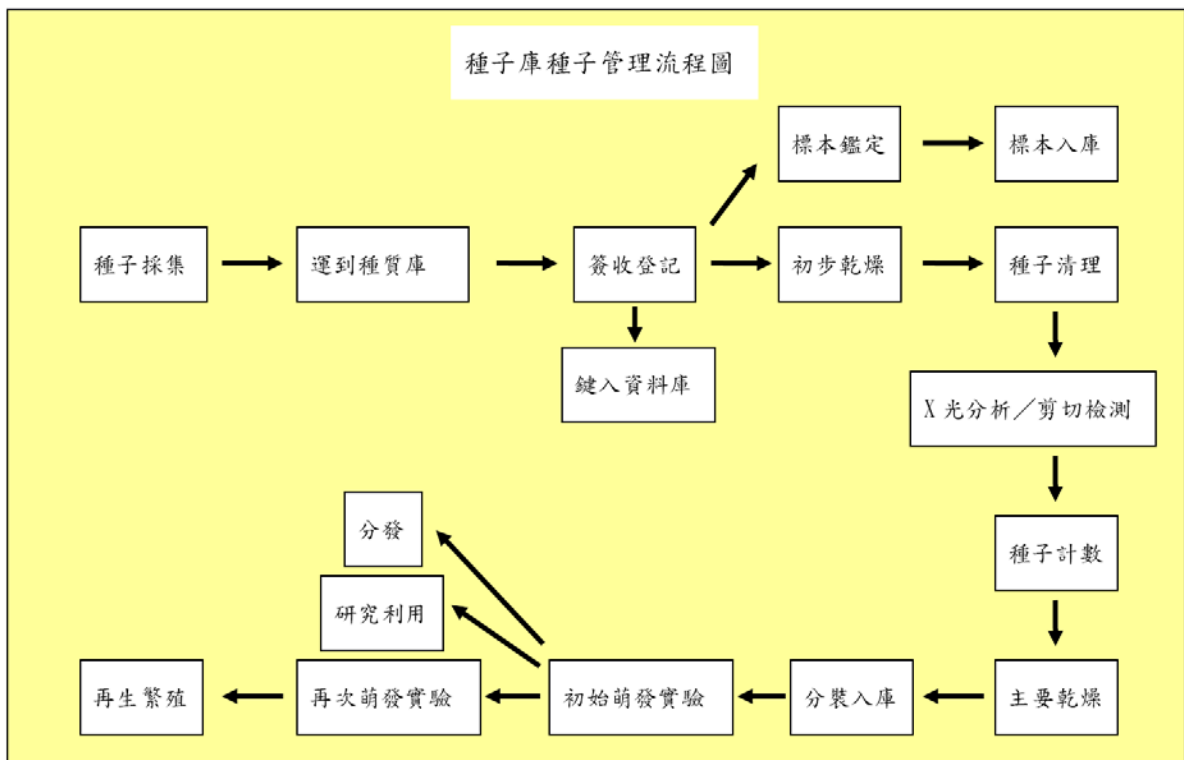 種子庫種子管理流程圖
標本鑑定
標本入庫
種子採集
運到種質庫
簽收登記
初步乾燥
種子清理
鍵入資料庫
X 光分析／剪切檢測
分發
種子計數
研究利用
再生繁殖
再次萌發實驗
初始萌發實驗
分裝入庫
主要乾燥